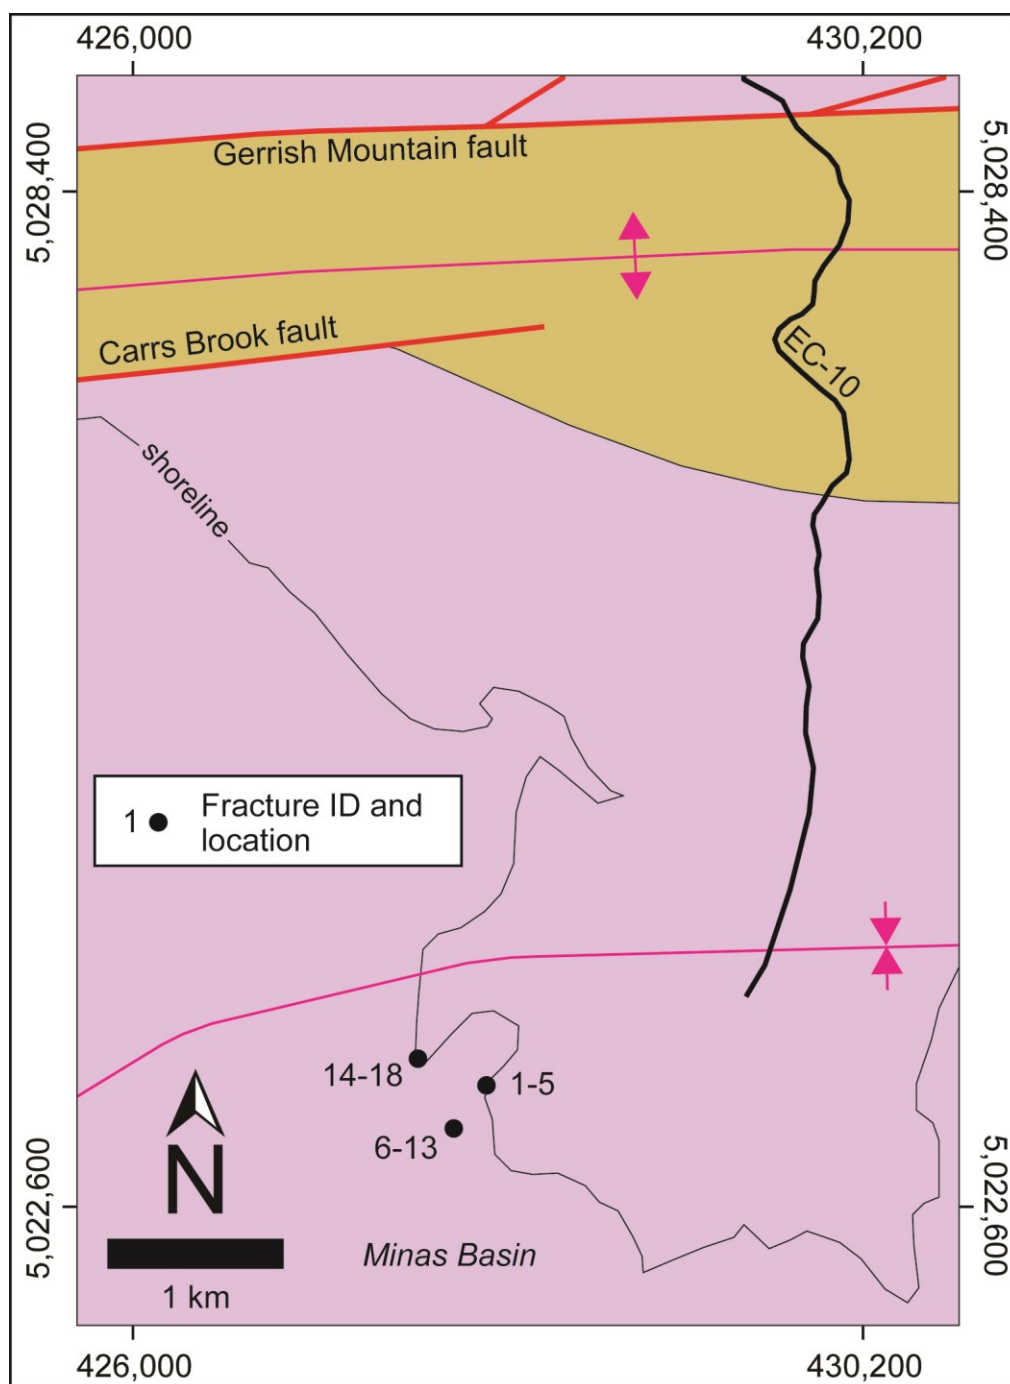 426,000
430,200
5,028,400
5,028,400
Gerrish Mountain fault
Carrs Brook fault
EC-10
shoreline
1
Fracture ID and
location
14-18
1-5
6-13
N
5,022,600
5,022,600
Minas Basin
1 km
426,000
430,200